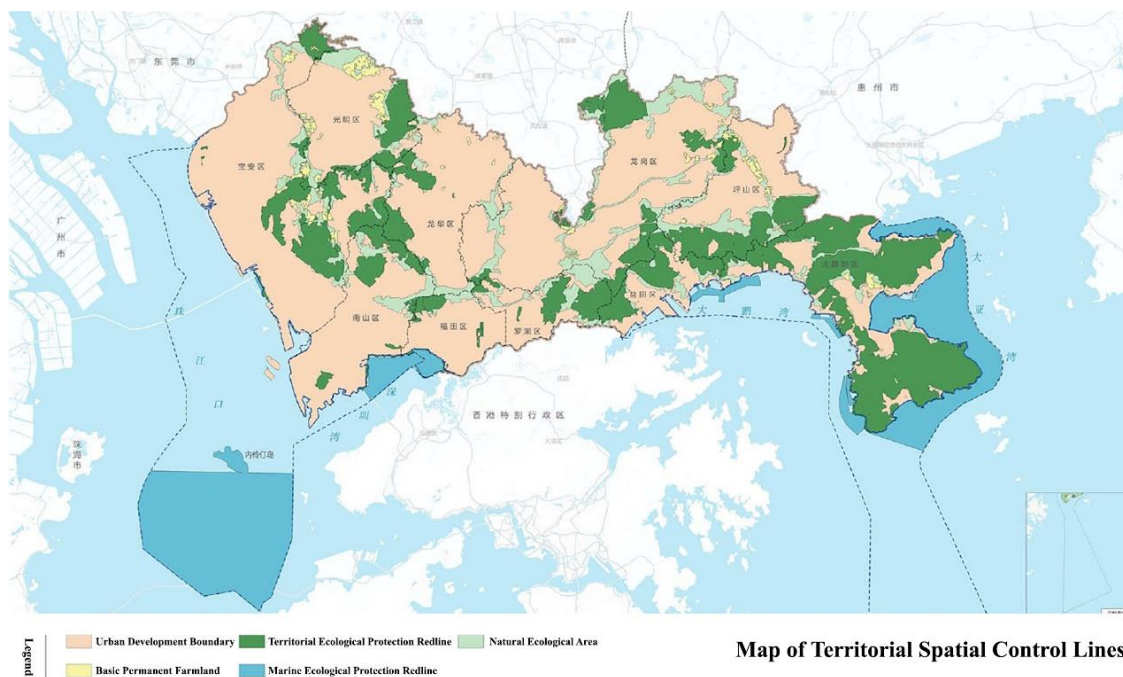 东莞市
惠州市
光明区
宝安区
龙岗区
坪山区
龙华区
广州市
大鹏新区
盐田区
南山区
福田区
罗湖区
大鹏湾
大亚湾
珠江口
深圳湾
香港特别行政区
内伶仃岛
珠海市
Legend
Urban Development Boundary
Territorial Ecological Protection Redline
Natural Ecological Area
Basic Permanent Farmland
Marine Ecological Protection Redline
Map of Territorial Spatial Control Lines